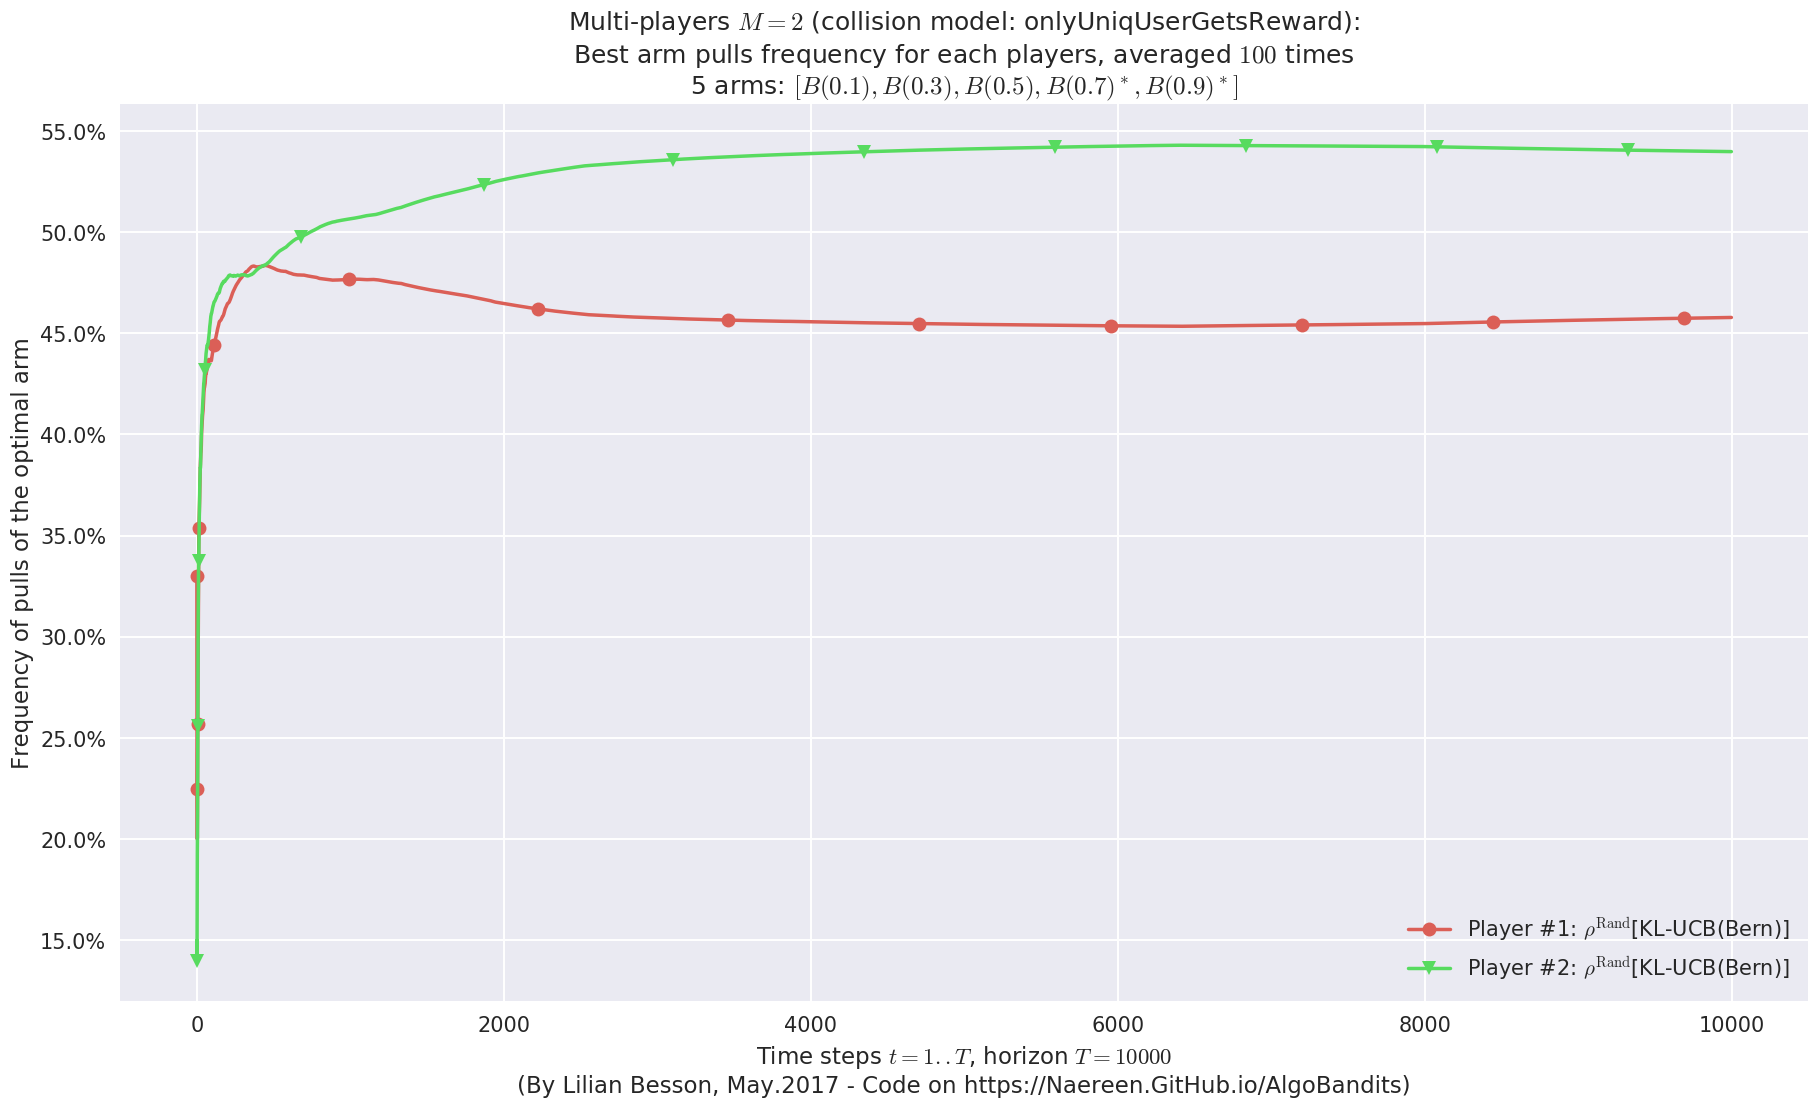 Multi-players M = 2 (collision model: onlyUniqUserGetsReward):
Best arm pulls frequency for each players, averaged 100 times
5 arms: [B(0.1), B(0.3), B(0.5), B(0.7)*, B(0.9)*]
Frequency of pulls of the optimal arm
55.0%
50.0%
45.0%
40.0%
35.0%
30.0%
25.0%
20.0%
15.0%
Player #1: ρ^Rand[KL-UCB(Bern)]
Player #2: ρ^Rand[KL-UCB(Bern)]
0 2000 4000 6000 8000 10000
Time steps t = 1..T, horizon T = 10000
(By Lilian Besson, May.2017 - Code on https://Naereen.GitHub.io/AlgoBandits)